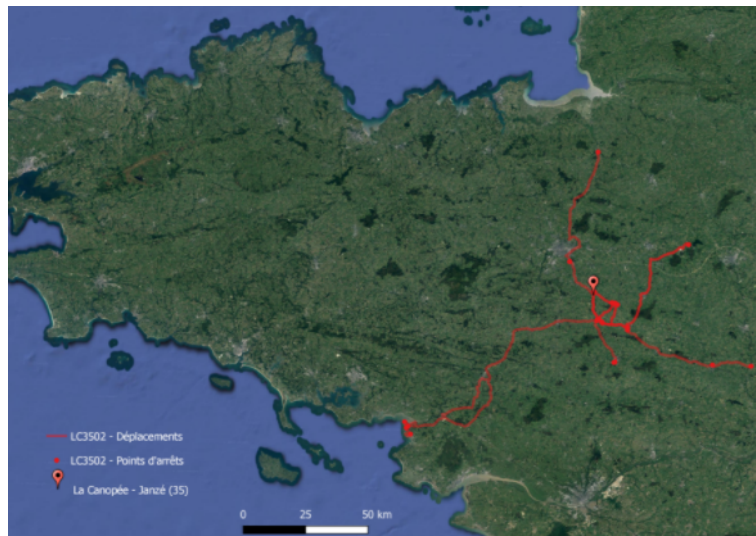 LC3502 - Déplacements
LC3502 - Points d'arrêts
La Canopée - Janzé (35)
0 25 50 km